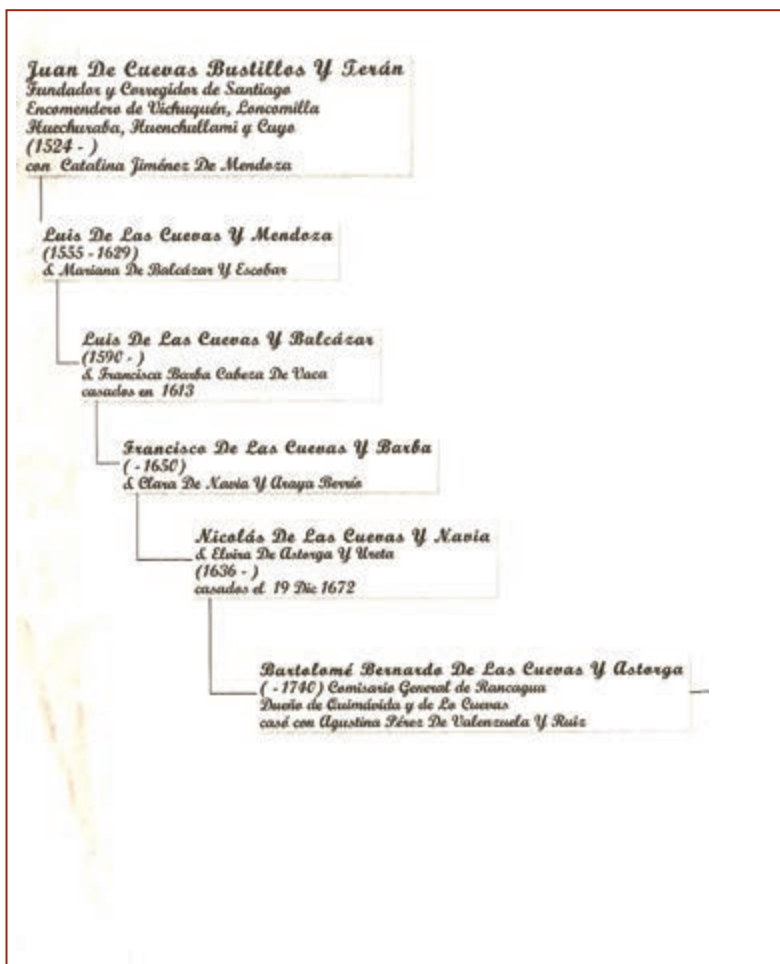 Juan De Cuevas Bustillos Y Terán
Fundador y Corregidor de Santiago
Encomendero de Vichuquén, Loncomilla
Huechuraba, Huenchullami y Cuyo
(1524 - )
con Catalina Jiménez De Mendoza
Luis De Las Cuevas Y Mendoza
(1555 - 1629)
& Mariana De Balcázar Y Escobar
Luis De Las Cuevas Y Balcázar
(1590 - )
& Francisca Barba Cabeza De Vaca
casados en 1613
Francisco De Las Cuevas Y Barba
( - 1650)
& Clara De Navia Y Araya Berrío
Nicolás De Las Cuevas Y Navia
& Elvira De Astorga Y Ureta
(1636 - )
casados el 19 Dic 1672
Bartolomé Bernardo De Las Cuevas Y Astorga
( - 1740) Comisario General de Rancagua
Dueño de Quimávida y de Lo Cuevas
casó con Agustina Pérez De Valenzuela Y Ruiz